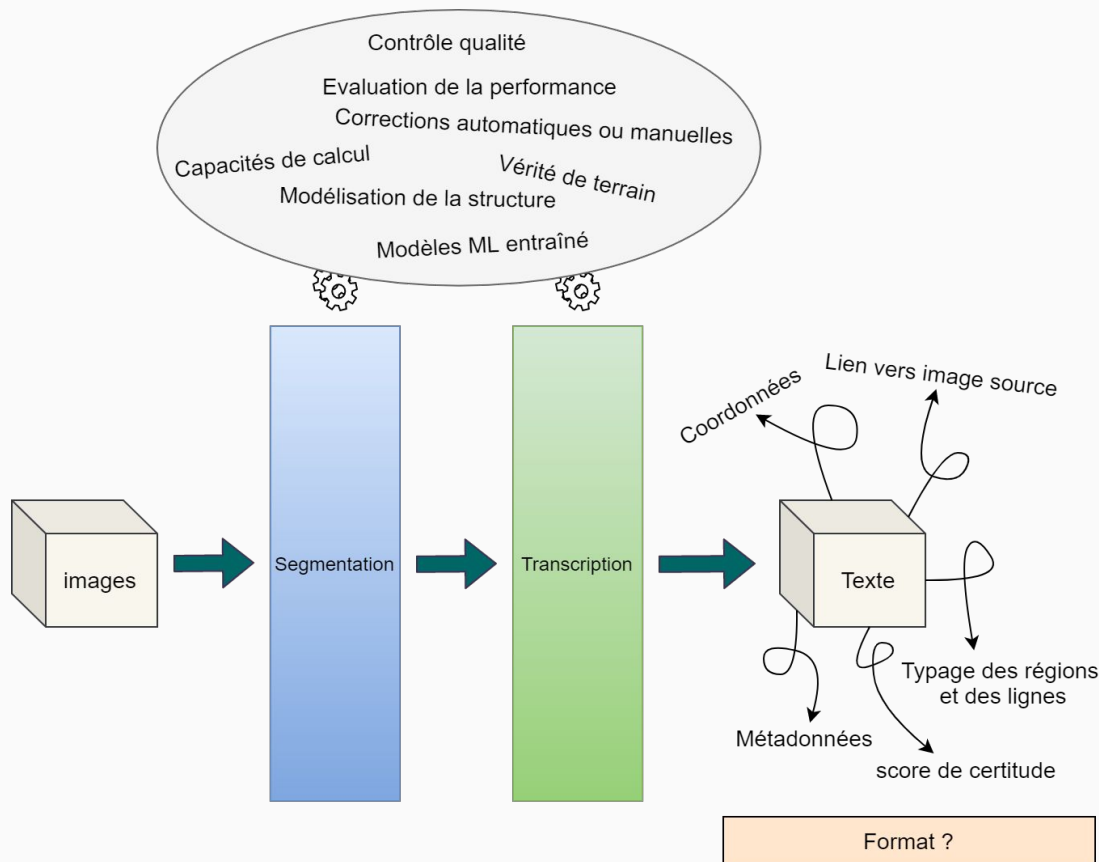 Contrôle qualité
Evaluation de la performance
Corrections automatiques ou manuelles
Capacités de calcul
Vérité de terrain
Modélisation de la structure
Modèles ML entraîné
Lien vers image source
Coordonnées
images
Segmentation
Transcription
Texte
Typage des régions
et des lignes
Métadonnées
score de certitude
Format ?